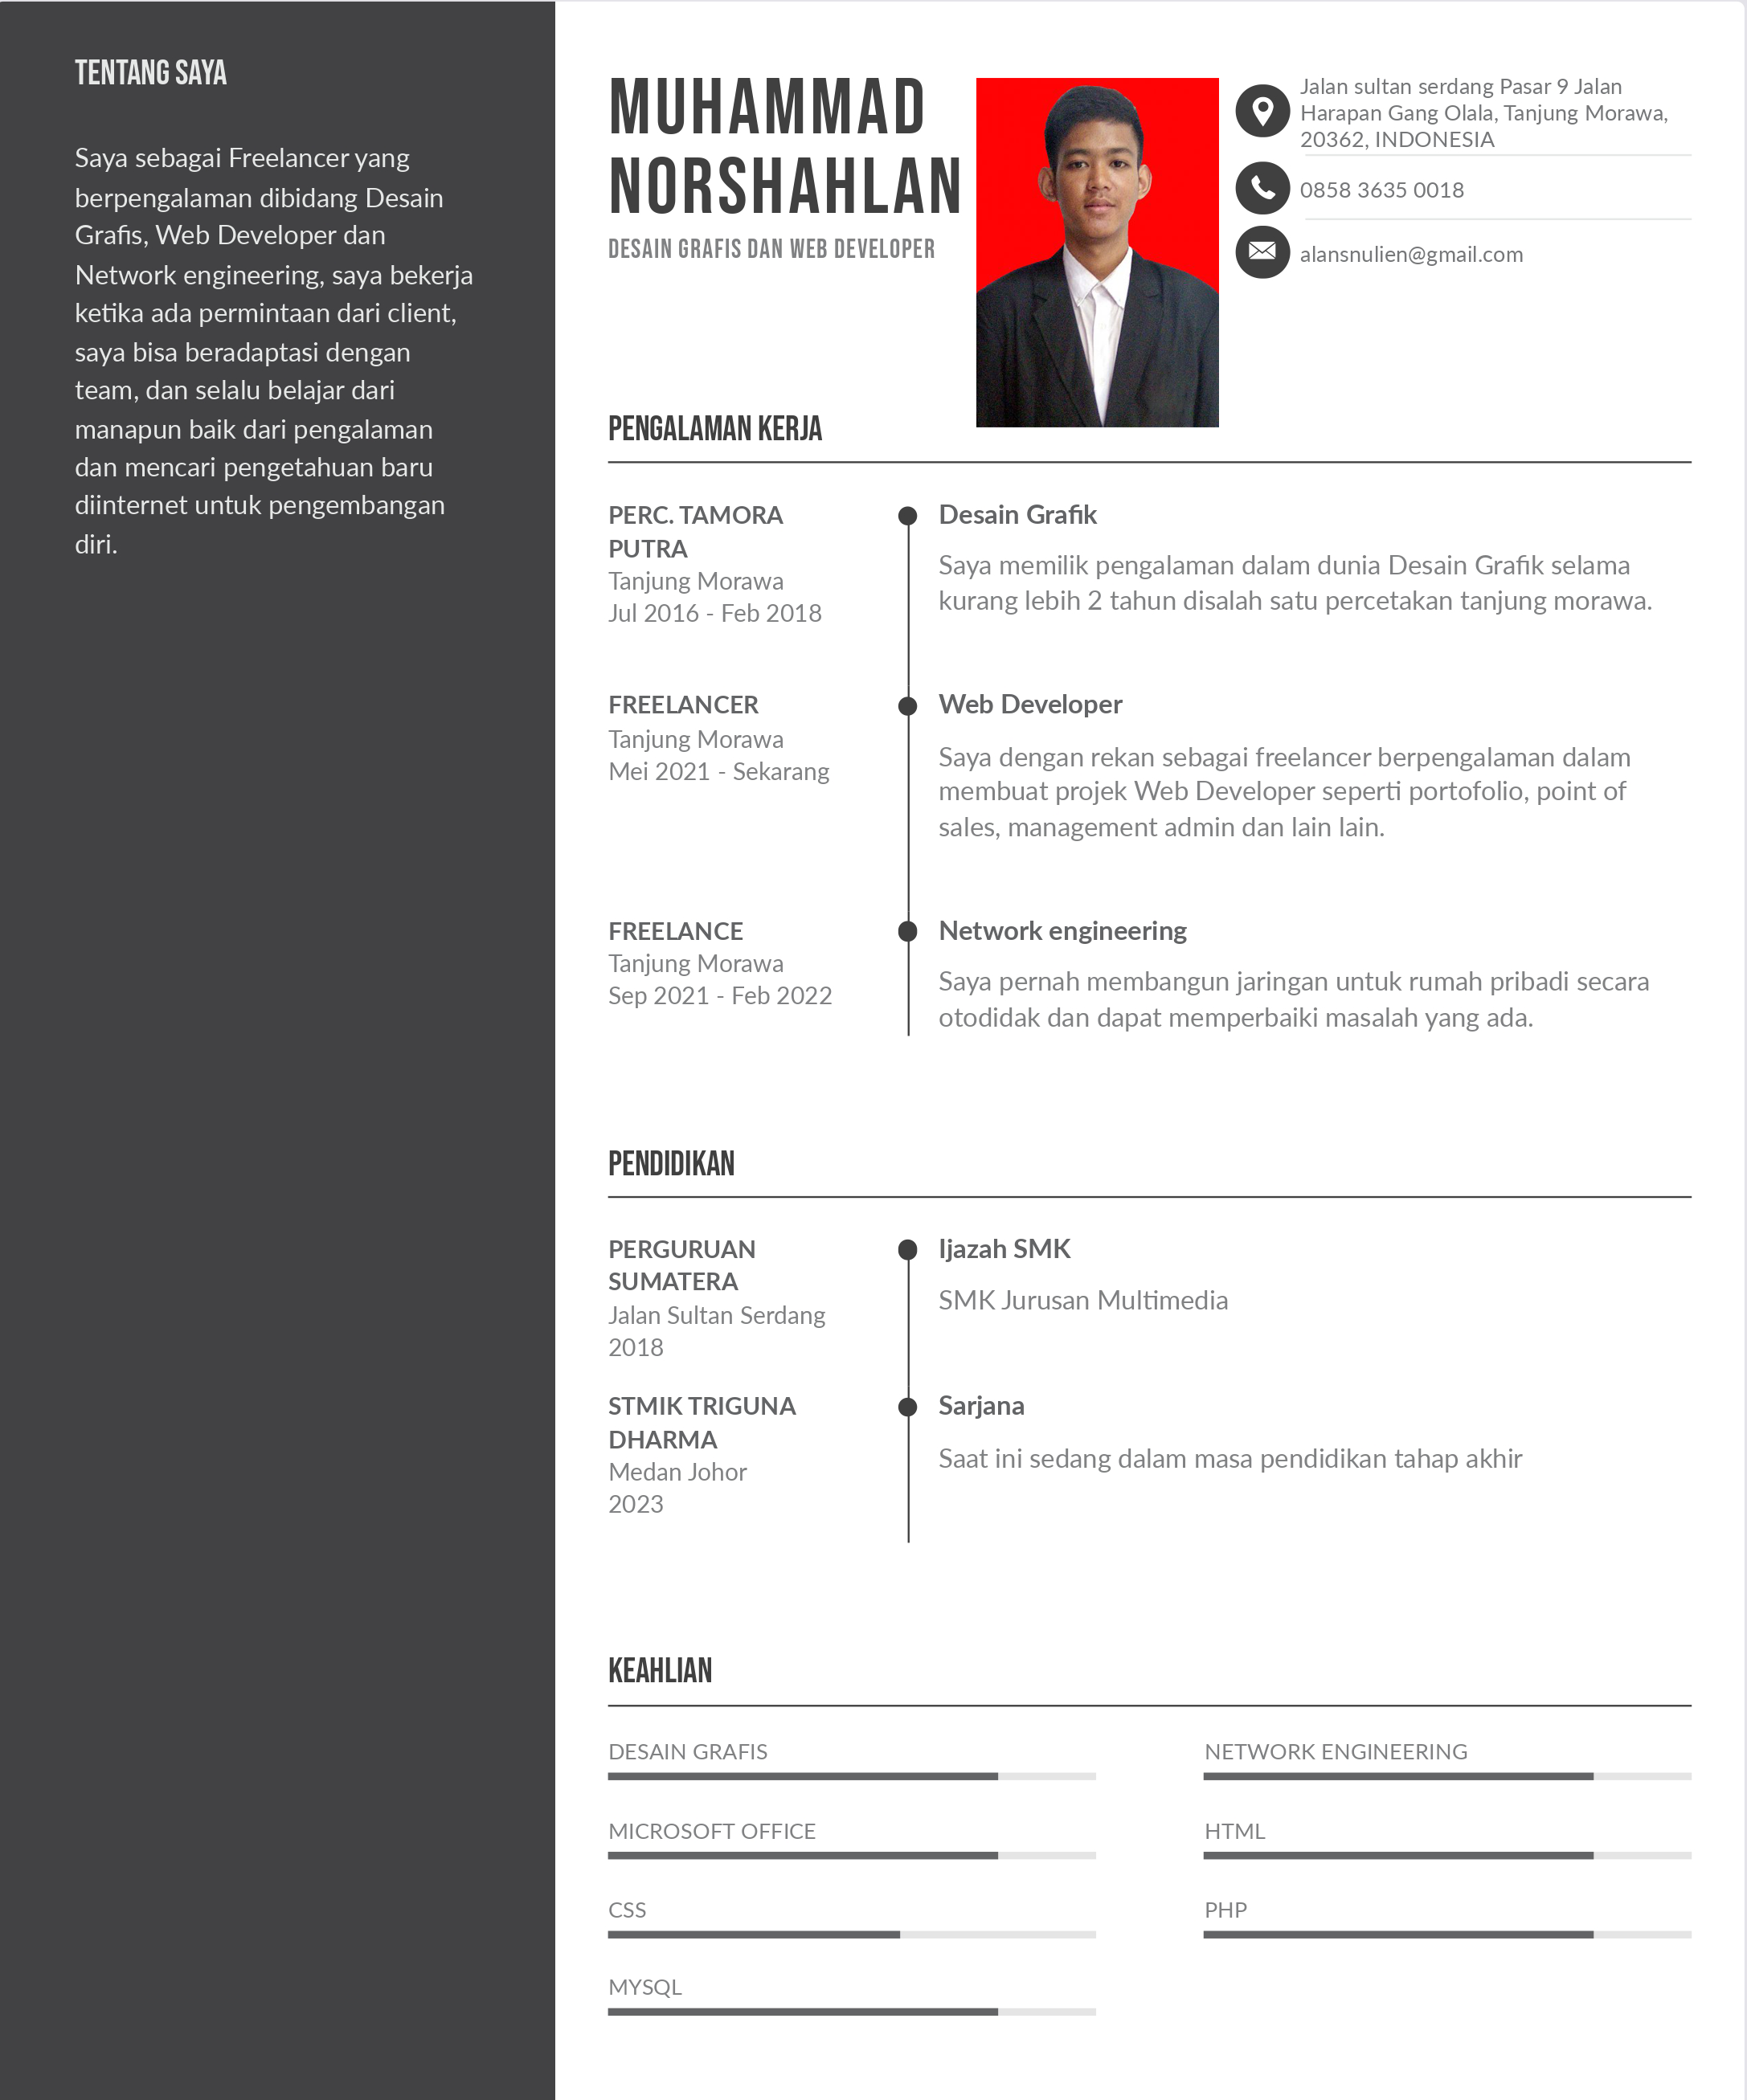 TENTANG SAYA
Saya sebagai Freelancer yang
berpengalaman dibidang Desain
Grafis, Web Developer dan
Network engineering, saya bekerja
ketika ada permintaan dari client,
saya bisa beradaptasi dengan
team, dan selalu belajar dari
manapun baik dari pengalaman
dan mencari pengetahuan baru
diinternet untuk pengembangan
diri.
MUHAMMAD
NORSHAHLAN
DESAIN GRAFIS DAN WEB DEVELOPER
Jalan sultan serdang Pasar 9 Jalan
Harapan Gang Olala, Tanjung Morawa,
20362, INDONESIA
0858 3635 0018
alansnulien@gmail.com
PENGALAMAN KERJA
PERC. TAMORA
PUTRA
Tanjung Morawa
Jul 2016 - Feb 2018
Desain Grafik
Saya memilik pengalaman dalam dunia Desain Grafik selama
kurang lebih 2 tahun disalah satu percetakan tanjung morawa.
FREELANCER
Tanjung Morawa
Mei 2021 - Sekarang
Web Developer
Saya dengan rekan sebagai freelancer berpengalaman dalam
membuat projek Web Developer seperti portofolio, point of
sales, management admin dan lain lain.
FREELANCE
Tanjung Morawa
Sep 2021 - Feb 2022
Network engineering
Saya pernah membangun jaringan untuk rumah pribadi secara
otodidak dan dapat memperbaiki masalah yang ada.
PENDIDIKAN
PERGURUAN
SUMATERA
Jalan Sultan Serdang
2018
Ijazah SMK
SMK Jurusan Multimedia
STMIK TRIGUNA
DHARMA
Medan Johor
2023
Sarjana
Saat ini sedang dalam masa pendidikan tahap akhir
KEAHLIAN
DESAIN GRAFIS
NETWORK ENGINEERING
MICROSOFT OFFICE
HTML
CSS
PHP
MYSQL